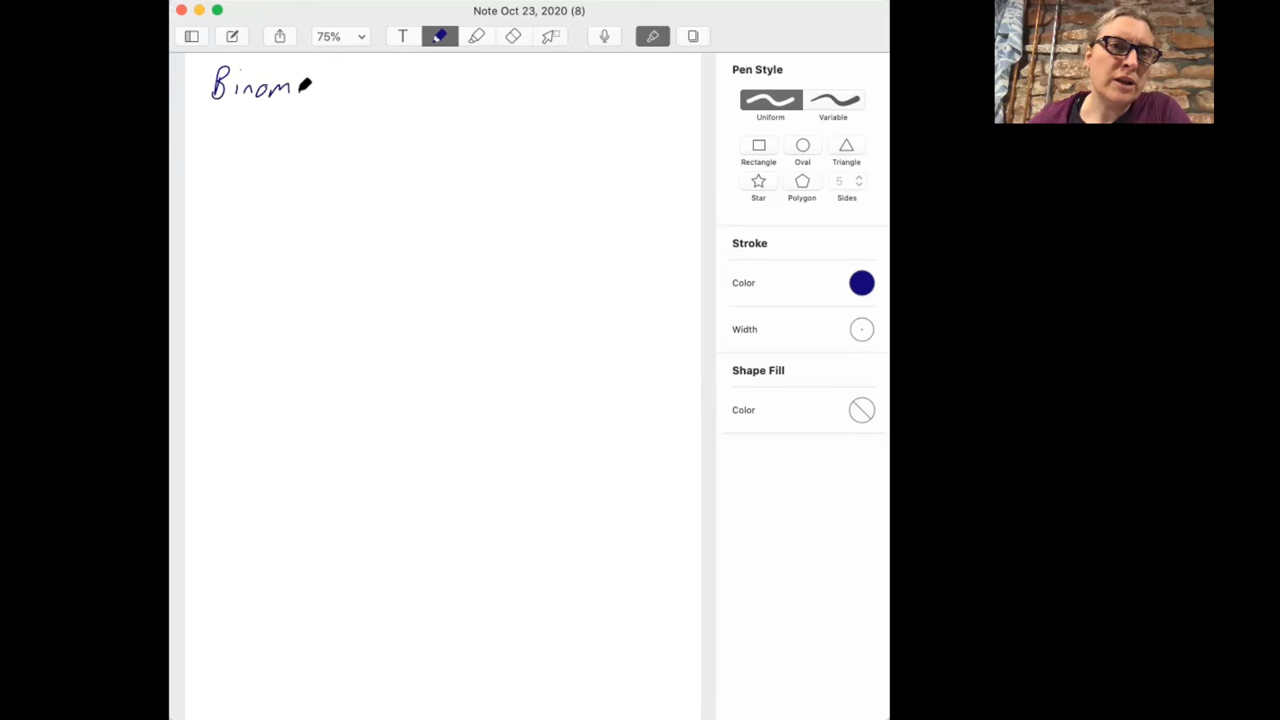 Note Oct 23, 2020 (8)
75%
T
Binom
Pen Style
Uniform
Variable
Rectangle
Oval
Triangle
5
Star
Polygon
Sides
Stroke
Color
Width
Shape Fill
Color